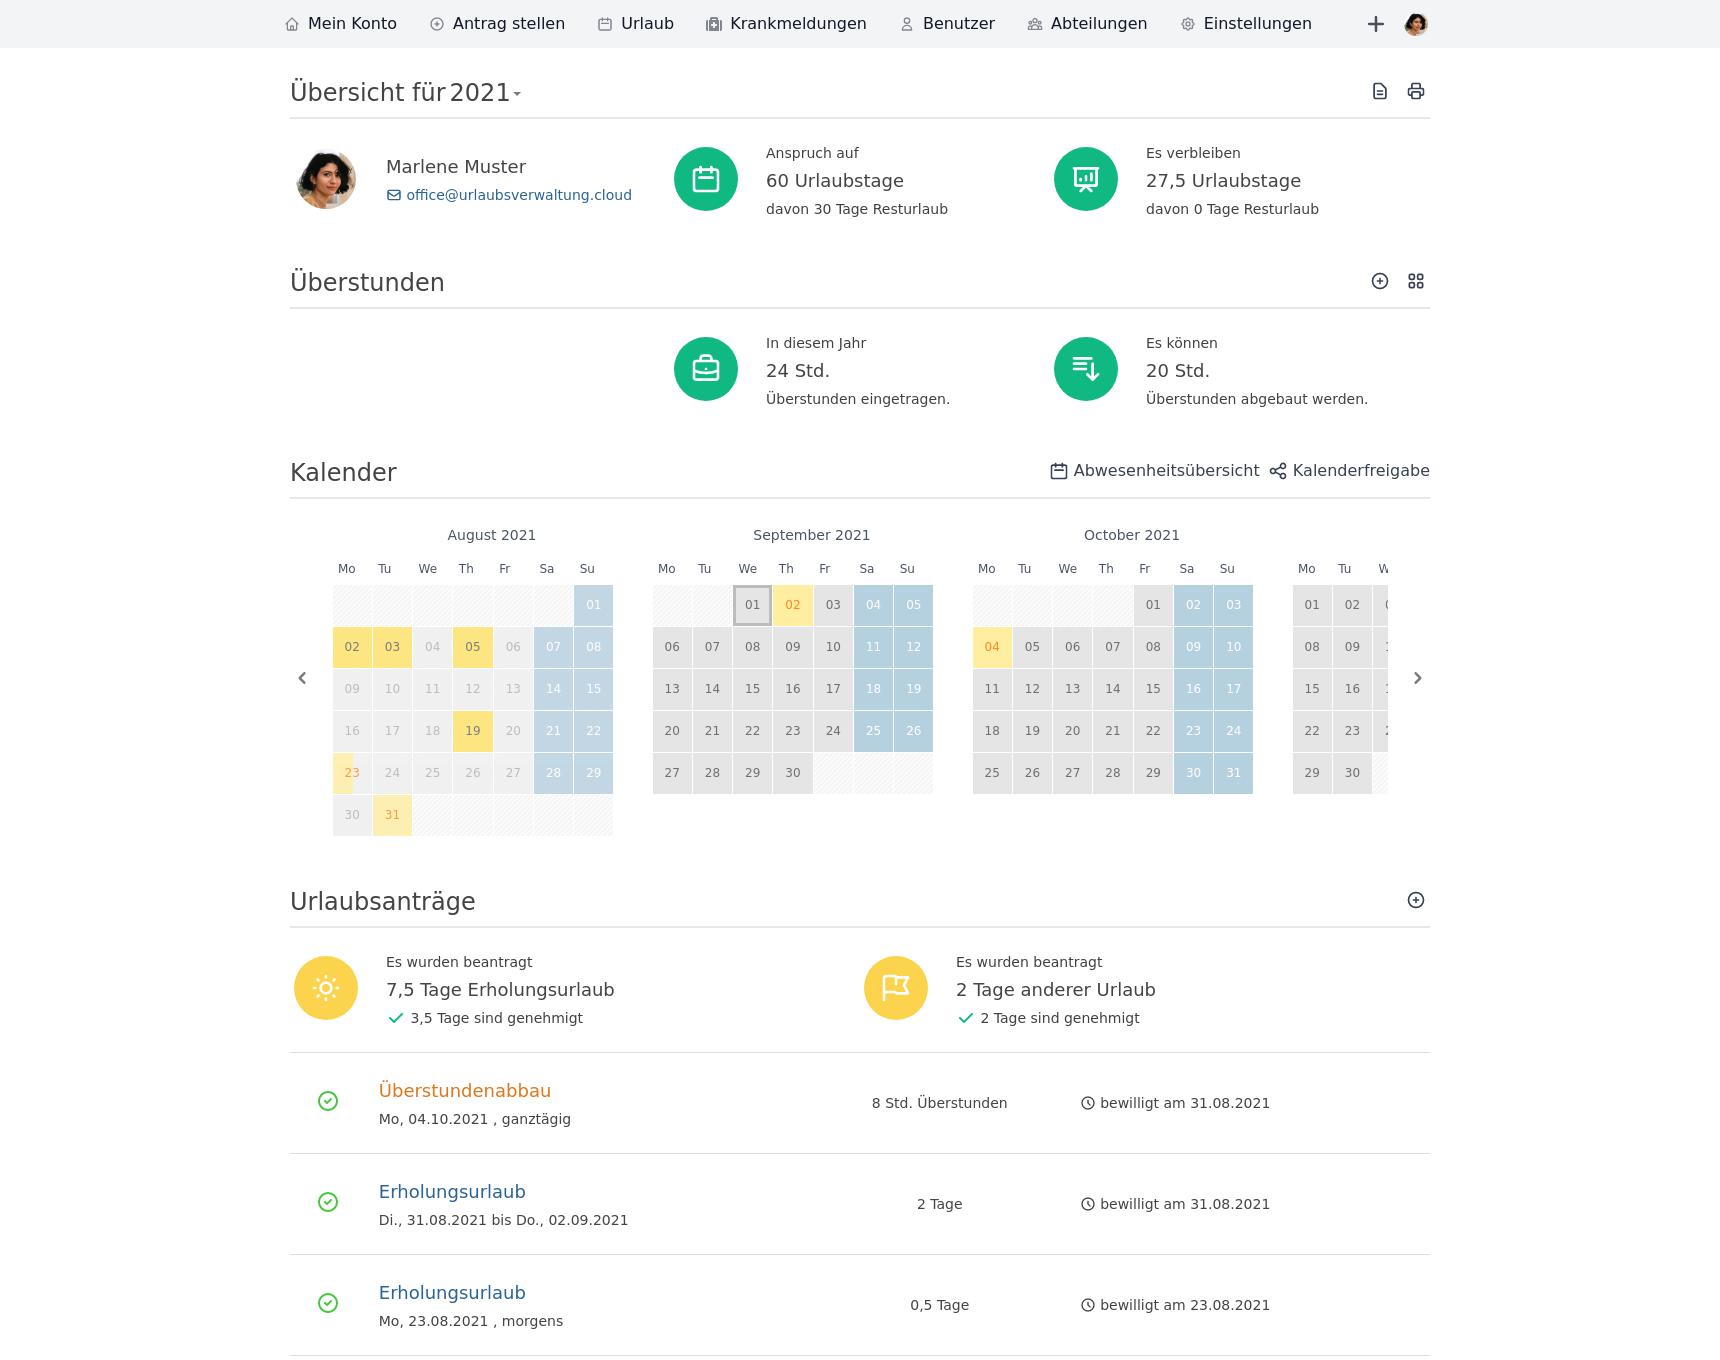 Mein Konto Antrag stellen Urlaub Krankmeldungen Benutzer Abteilungen Einstellungen
Übersicht für 2021
Marlene Muster
office@urlaubsverwaltung.cloud
Anspruch auf
60 Urlaubstage
davon 30 Tage Resturlaub
Es verbleiben
27,5 Urlaubstage
davon 0 Tage Resturlaub
Überstunden
In diesem Jahr
24 Std.
Überstunden eingetragen.
Es können
20 Std.
Überstunden abgebaut werden.
Kalender
Abwesenheitsübersicht Kalenderfreigabe
August 2021
Mo Tu We Th Fr Sa Su
01
02 03 04 05 06 07 08
09 10 11 12 13 14 15
16 17 18 19 20 21 22
23 24 25 26 27 28 29
30 31
September 2021
Mo Tu We Th Fr Sa Su
01 02 03 04 05
06 07 08 09 10 11 12
13 14 15 16 17 18 19
20 21 22 23 24 25 26
27 28 29 30
October 2021
Mo Tu We Th Fr Sa Su
01 02 03
04 05 06 07 08 09 10
11 12 13 14 15 16 17
18 19 20 21 22 23 24
25 26 27 28 29 30 31
Mo Tu
01 02
08 09
15 16
22 23
29 30
Urlaubsanträge
Es wurden beantragt
7,5 Tage Erholungsurlaub
3,5 Tage sind genehmigt
Es wurden beantragt
2 Tage anderer Urlaub
2 Tage sind genehmigt
Überstundenabbau
Mo, 04.10.2021 , ganztägig
8 Std. Überstunden
bewilligt am 31.08.2021
Erholungsurlaub
Di., 31.08.2021 bis Do., 02.09.2021
2 Tage
bewilligt am 31.08.2021
Erholungsurlaub
Mo, 23.08.2021 , morgens
0,5 Tage
bewilligt am 23.08.2021